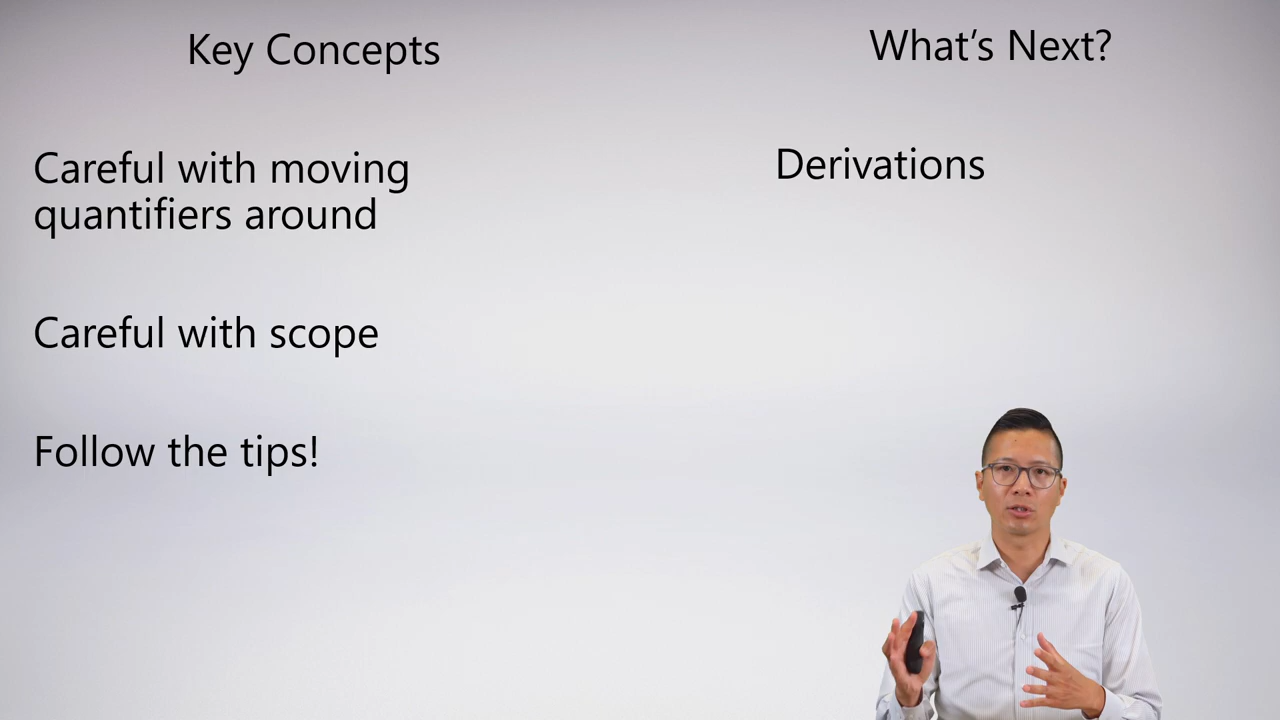 Key Concepts
What's Next?
Careful with moving
quantifiers around
Derivations
Careful with scope
Follow the tips!